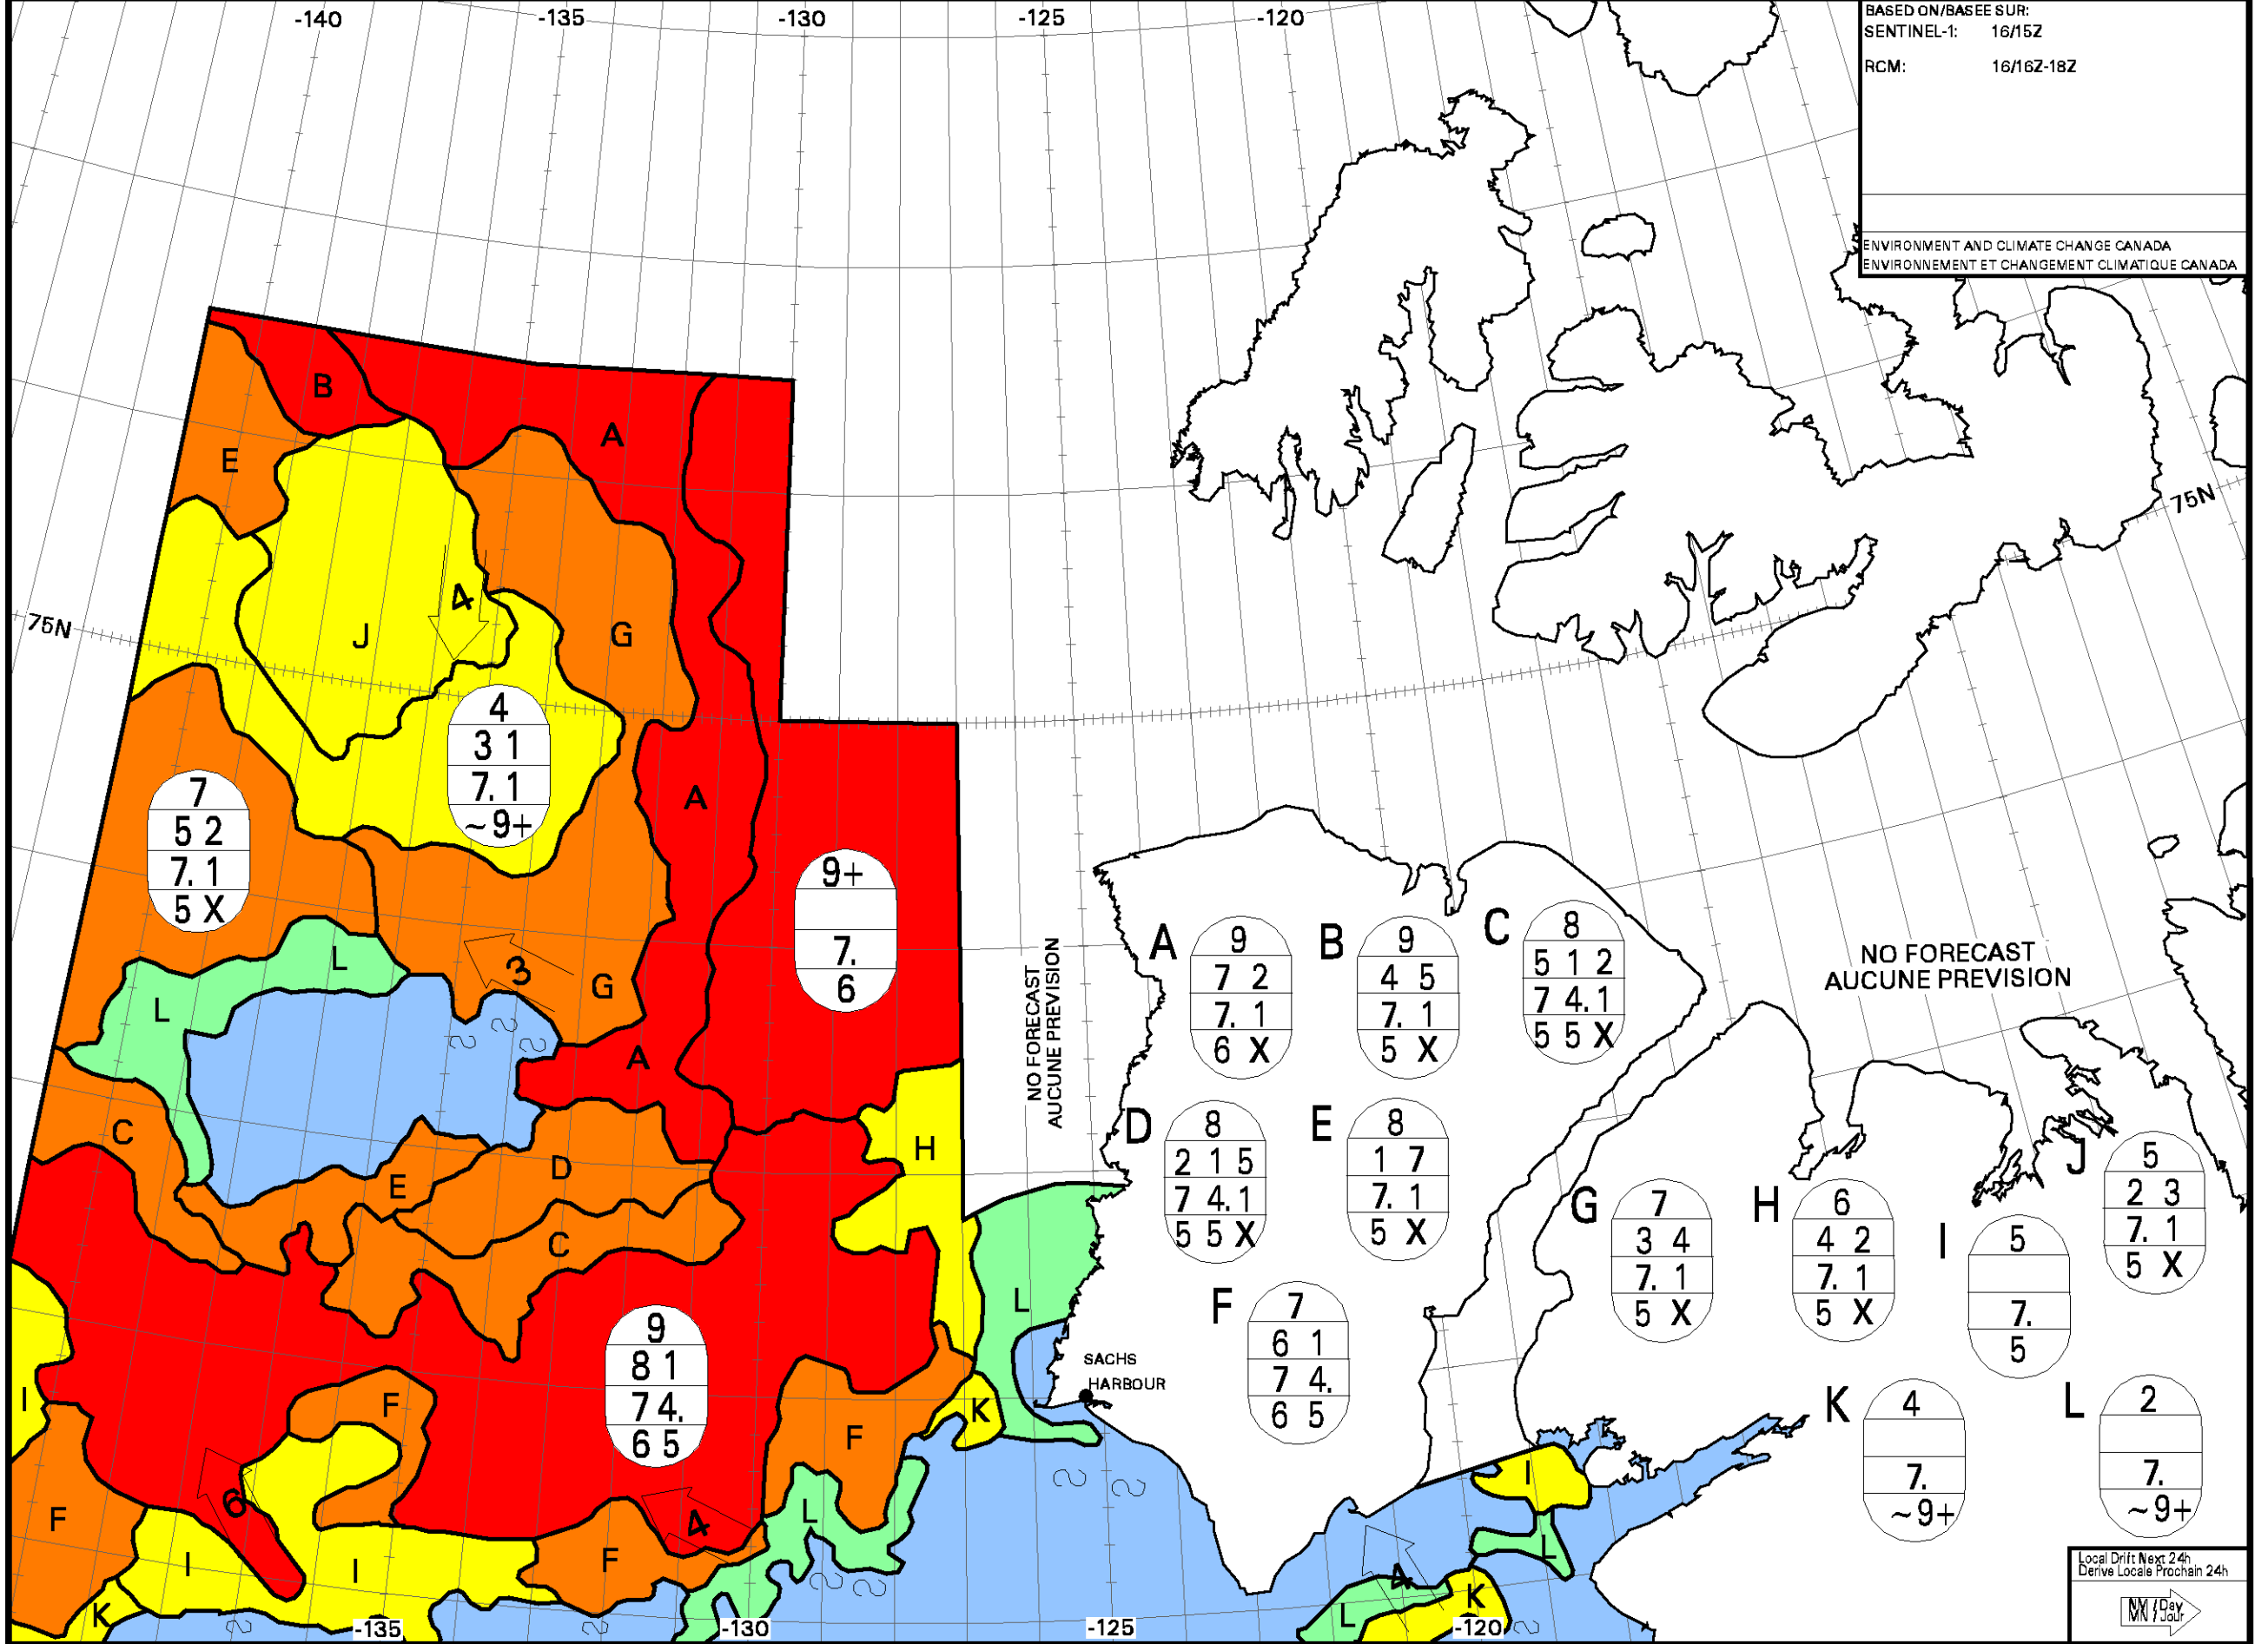 -140 -135 -130 -125 -120
BASED ON/BASEE SUR:
SENTINEL-1: 16/15Z
RCM: 16/16Z-18Z
ENVIRONMENT AND CLIMATE CHANGE CANADA
ENVIRONNEMENT ET CHANGEMENT CLIMATIQUE CANADA
B
A
E
75N
4
75N
J
G
4
3 1
7. 1
~9+
7
5 2
7. 1
5 X
A
9+
7.
6
L
3
G
L
A
NO FORECAST
AUCUNE PREVISION
NO FORECAST
AUCUNE PREVISION
A
9
7 2
7. 1
6 X
B
9
4 5
7. 1
5 X
C
8
5 1 2
7 4. 1
5 5 X
D
8
2 1 5
7 4. 1
5 5 X
E
8
1 7
7. 1
5 X
F
7
6 1
7 4.
6 5
G
7
3 4
7. 1
5 X
H
6
4 2
7. 1
5 X
I
5
7.
5
J
5
2 3
7. 1
5 X
K
4
7.
~9+
L
2
7.
~9+
C
H
D
E
C
L
9
8 1
7 4.
6 5
SACHS
HARBOUR
I
F
K
F
F
6
L
4
I
I
I
F
L
4
K
L
K
-135 -130 -125 -120
Local Drift Next 24h
Derive Locale Prochain 24h
NM / Day
MN / Jour